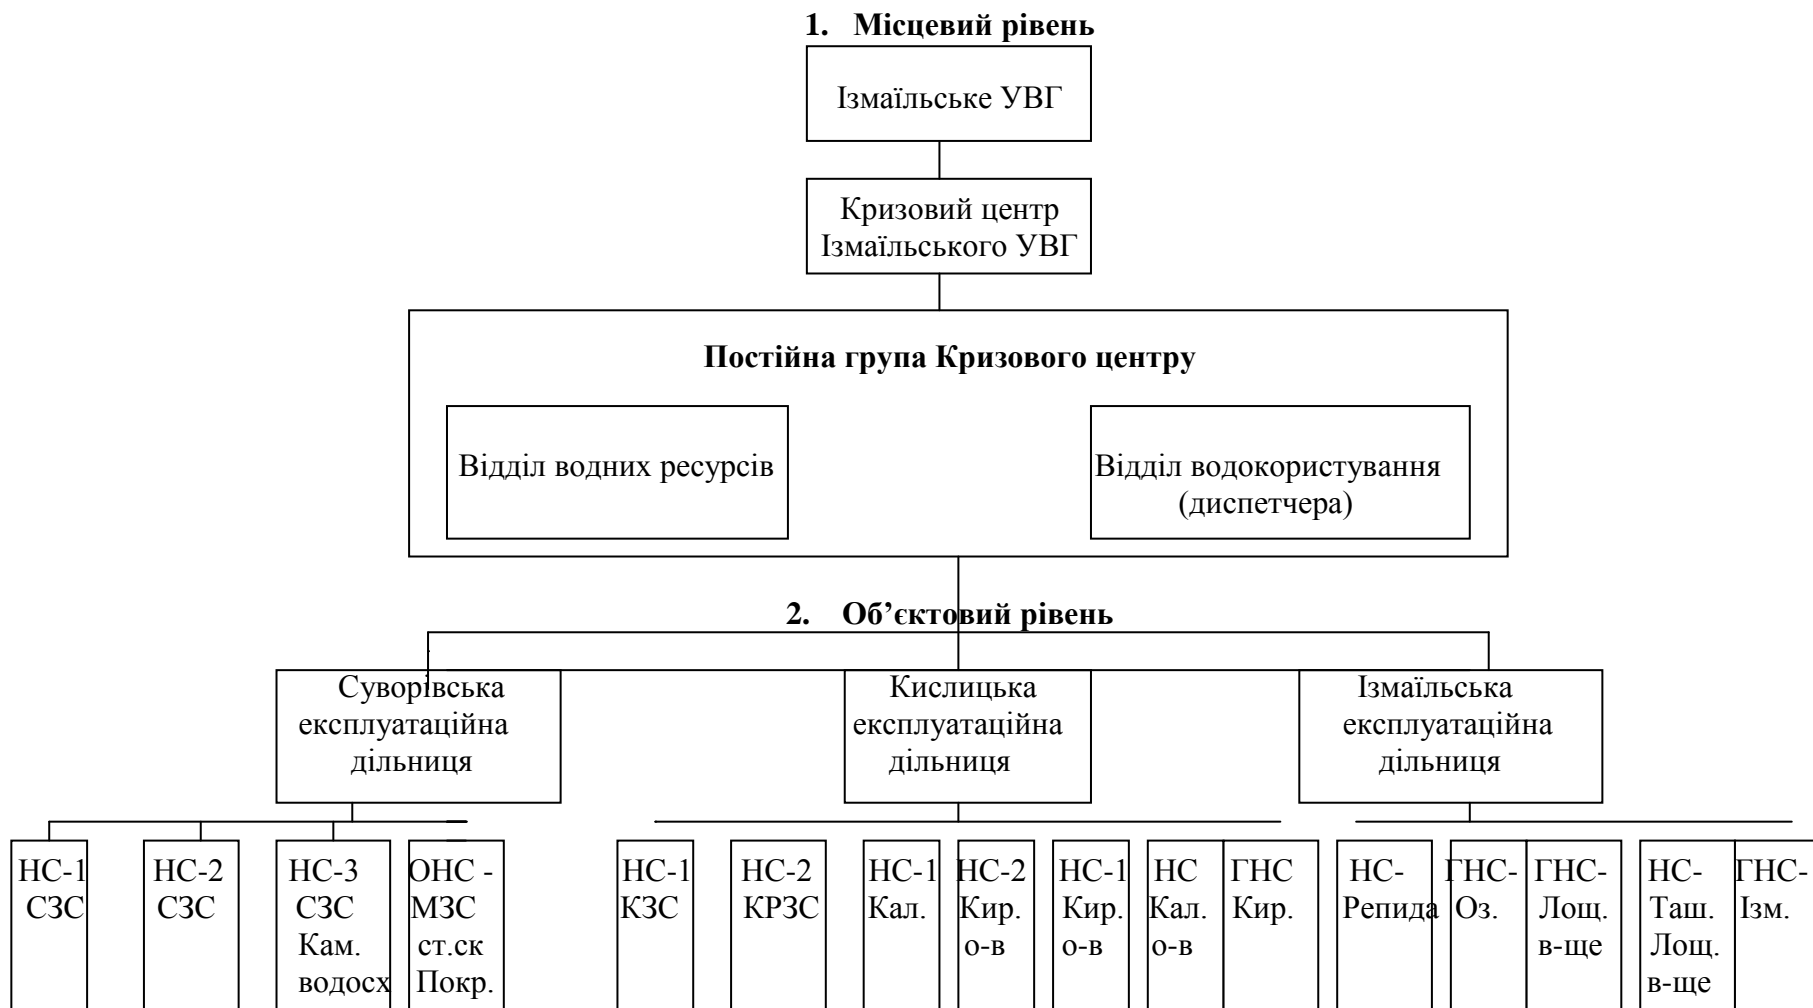 1. Місцевий рівень
Ізмаїльське УВГ
Кризовий центр
Ізмаїльського УВГ
Постійна група Кризового центру
Відділ водних ресурсів
Відділ водокористування
(диспетчера)
2. Об’єктовий рівень
Суворівська
експлуатаційна
дільниця
Кислицька
експлуатаційна
дільниця
Ізмаїльська
експлуатаційна
дільниця
НС-1
СЗС
НС-2
СЗС
НС-3
СЗС
Кам.
водосх
ОНС -
МЗС
ст.ск
Покр.
НС-1
КЗС
НС-2
КРЗС
НС-1
Кал.
НС-2
Кир.
о-в
НС-1
Кир.
о-в
НС
Кал.
о-в
ГНС
Кир.
НС-
Репида
ГНС-
Оз.
ГНС-
Лощ.
в-ще
НС-
Таш.
Лощ.
в-ще
ГНС-
Ізм.